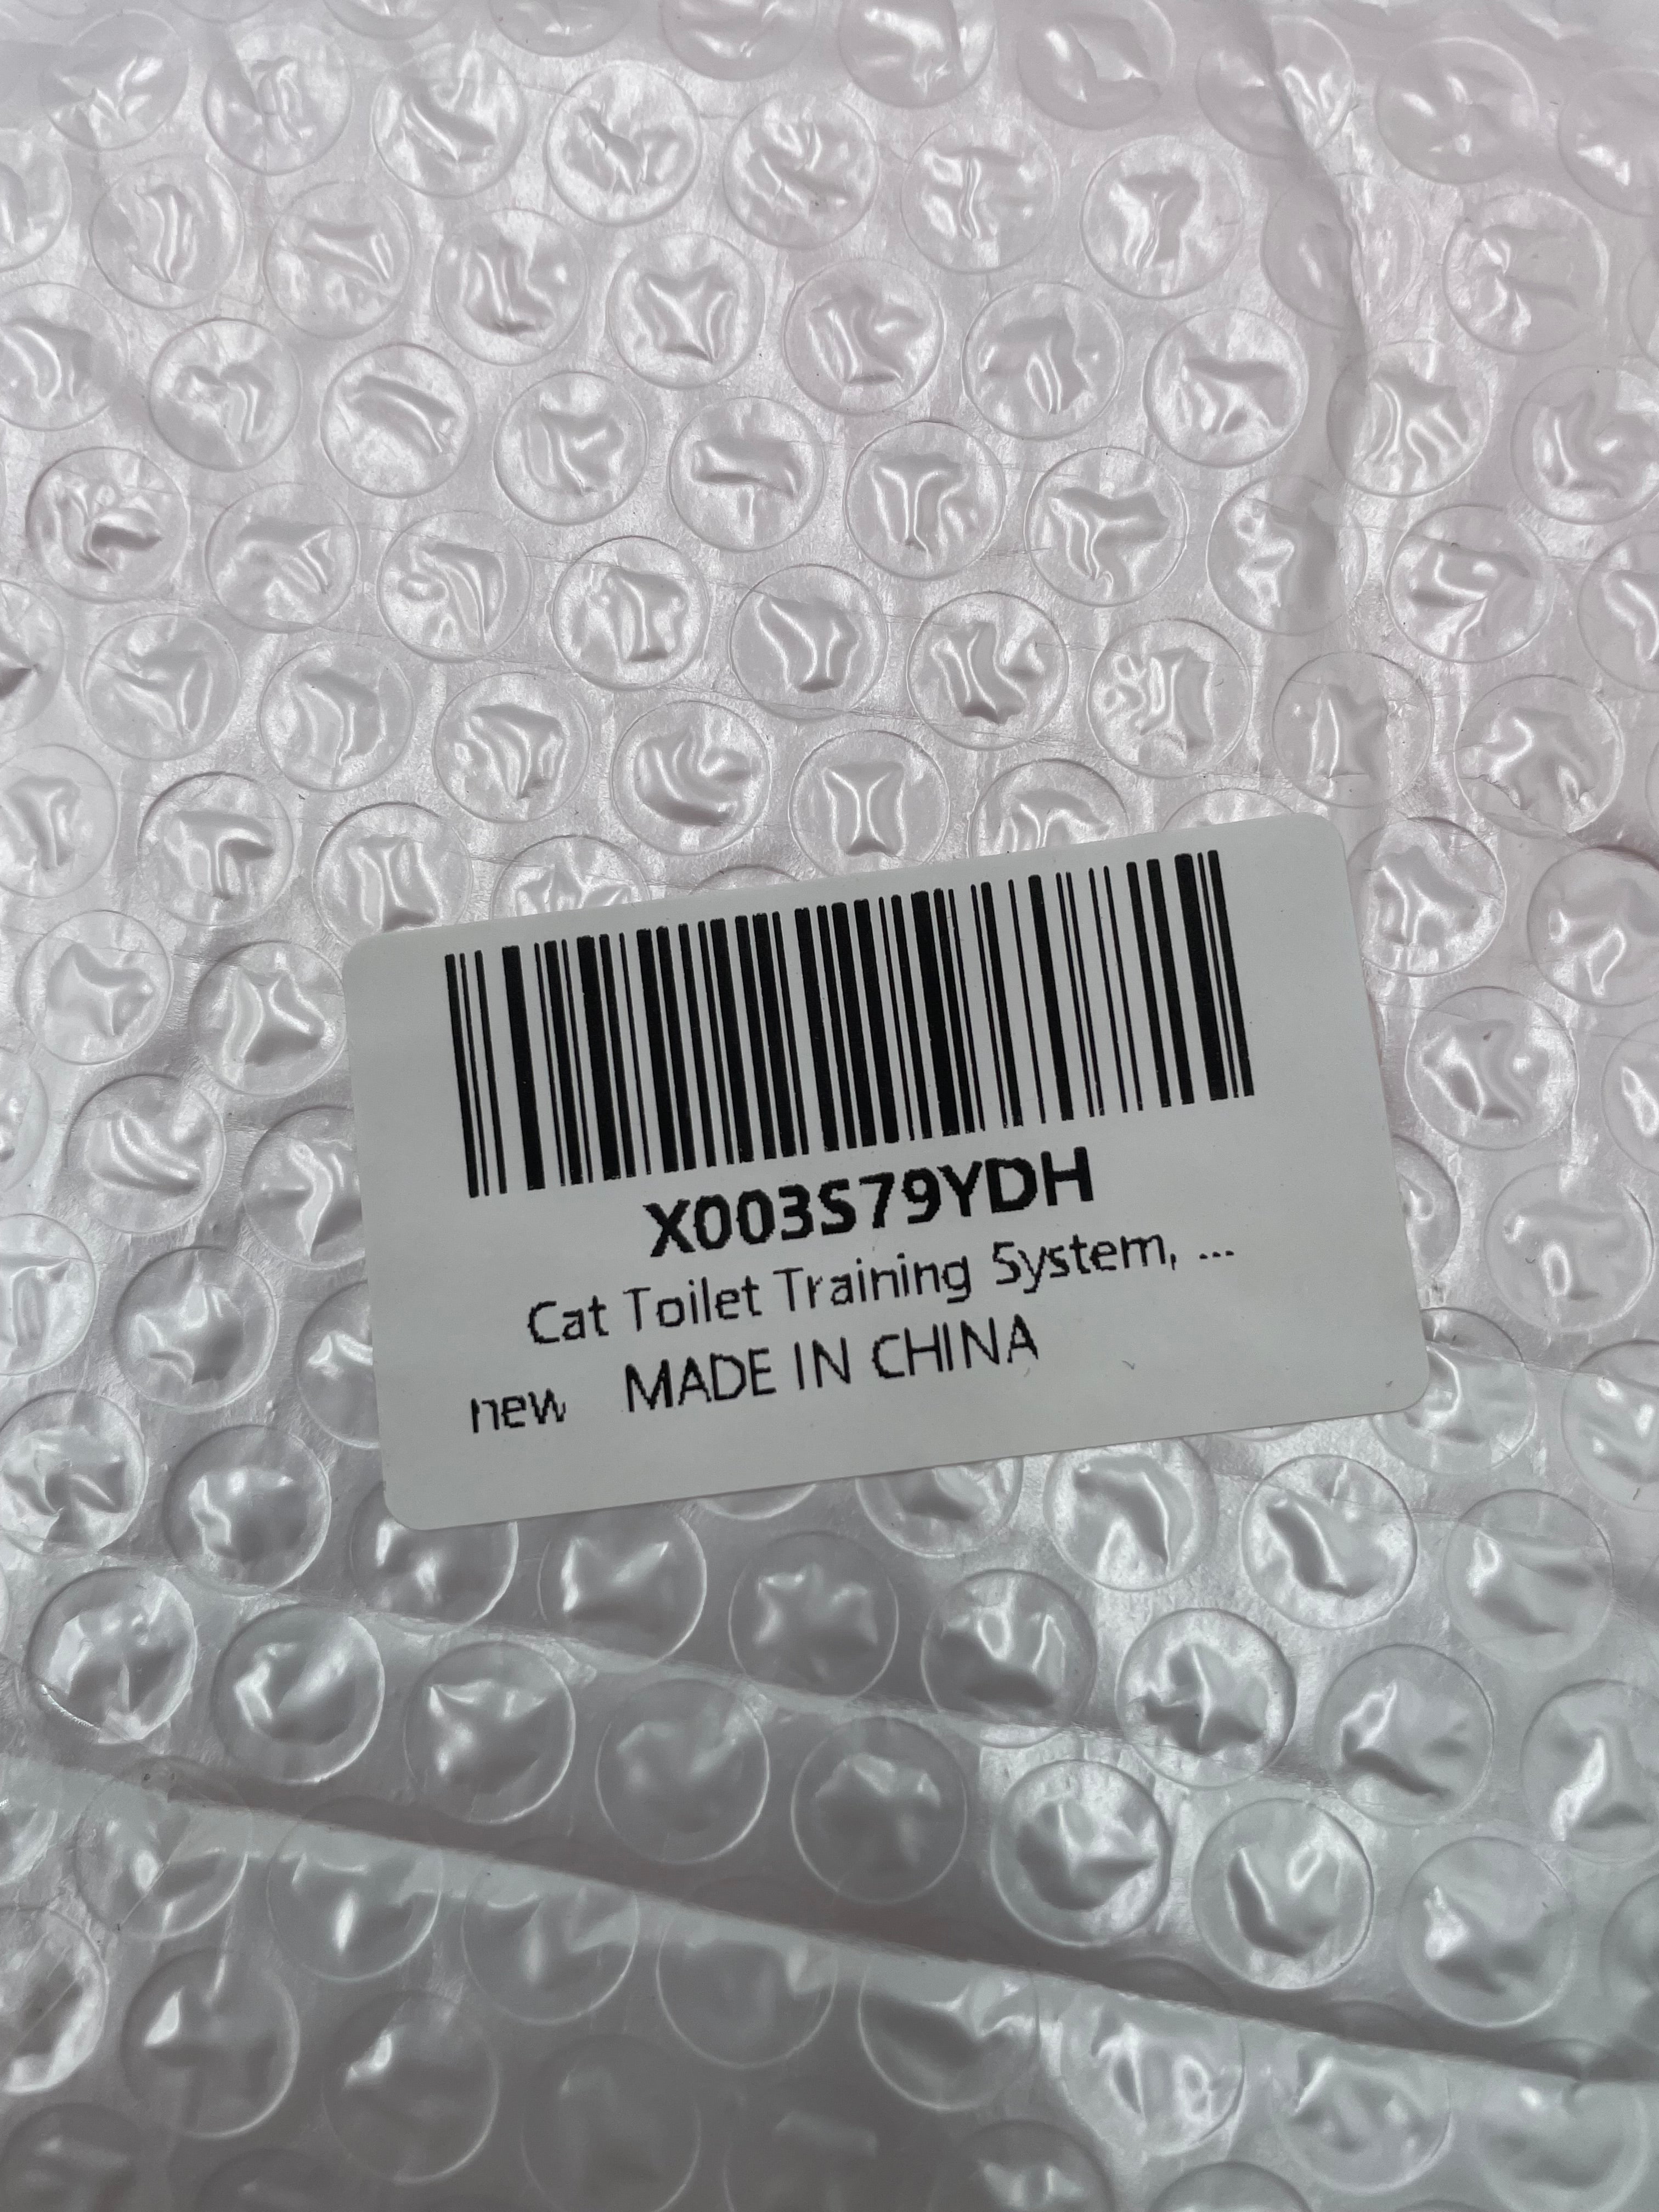 X003S79YDH
Cat Toilet Training System, ...
new MADE IN CHINA